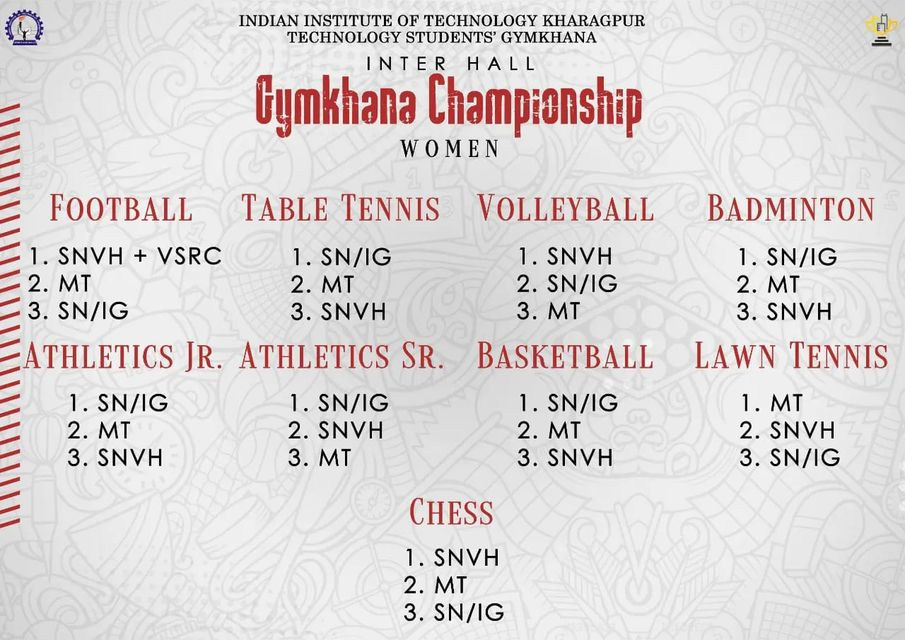 INDIAN INSTITUTE OF TECHNOLOGY KHARAGPUR
TECHNOLOGY STUDENTS' GYMKHANA
INTER HALL
Gymkhana Championship
WOMEN
FOOTBALL
1. SNVH + VSRC
2. MT
3. SN/IG
TABLE TENNIS
1. SN/IG
2. MT
3. SNVH
VOLLEYBALL
1. SNVH
2. SN/IG
3. MT
BADMINTON
1. SN/IG
2. MT
3. SNVH
ATHLETICS JR.
1. SN/IG
2. MT
3. SNVH
ATHLETICS SR.
1. SN/IG
2. SNVH
3. MT
BASKETBALL
1. SN/IG
2. MT
3. SNVH
LAWN TENNIS
1. MT
2. SNVH
3. SN/IG
CHESS
1. SNVH
2. MT
3. SN/IG